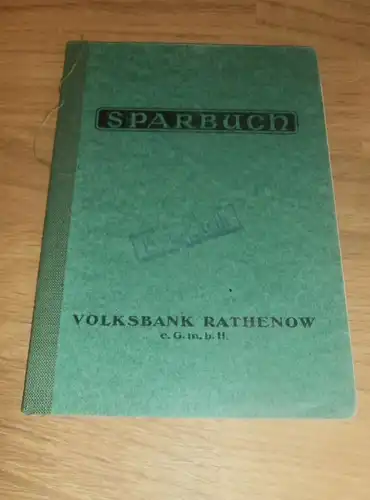 SPARBUCH
VOLKSBANK RATHENOW
e. G. m. b. H.